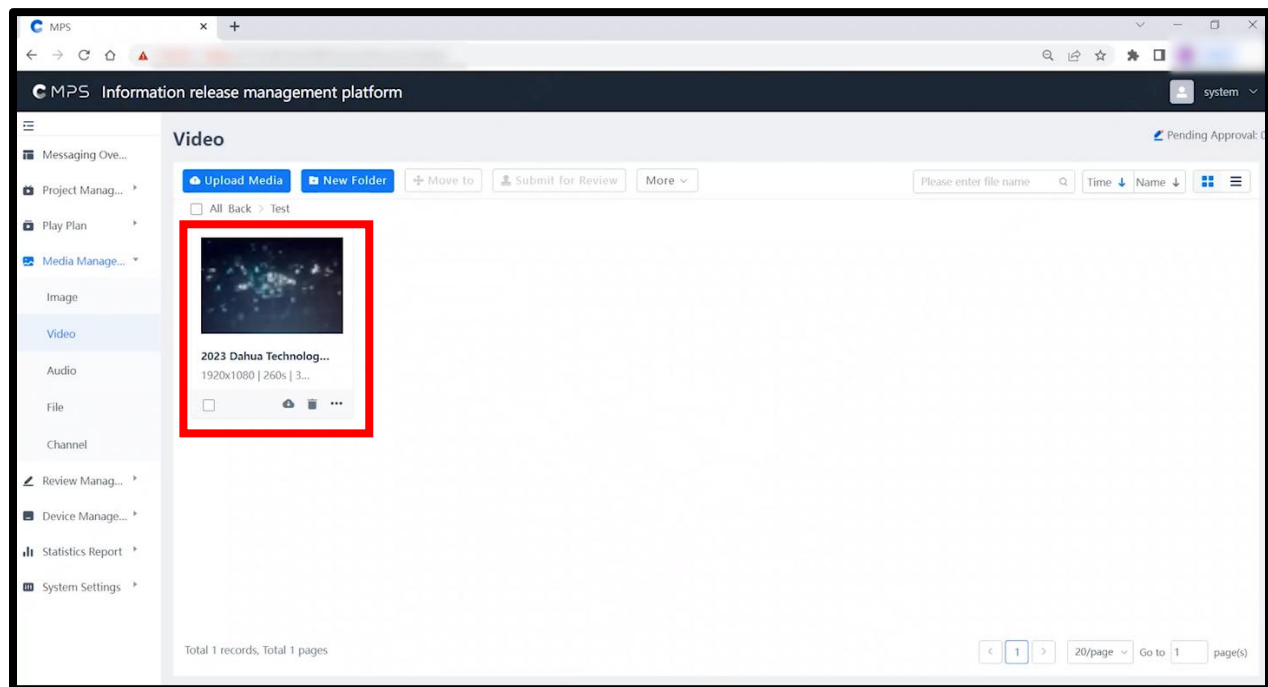 MPS
MPS Information release management platform
system
Video
Pending Approval: 0
Messaging Ove...
Project Manag...
Play Plan
Media Manage...
Image
Video
Audio
File
Channel
Review Manag...
Device Manage...
Statistics Report
System Settings
Upload Media New Folder Move to Submit for Review More Please enter file name Time Name
All Back > Test
2023 Dahua Technolog...
1920x1080 | 260s | 3...
Total 1 records, Total 1 pages
< 1 > 20/page Go to 1 page(s)